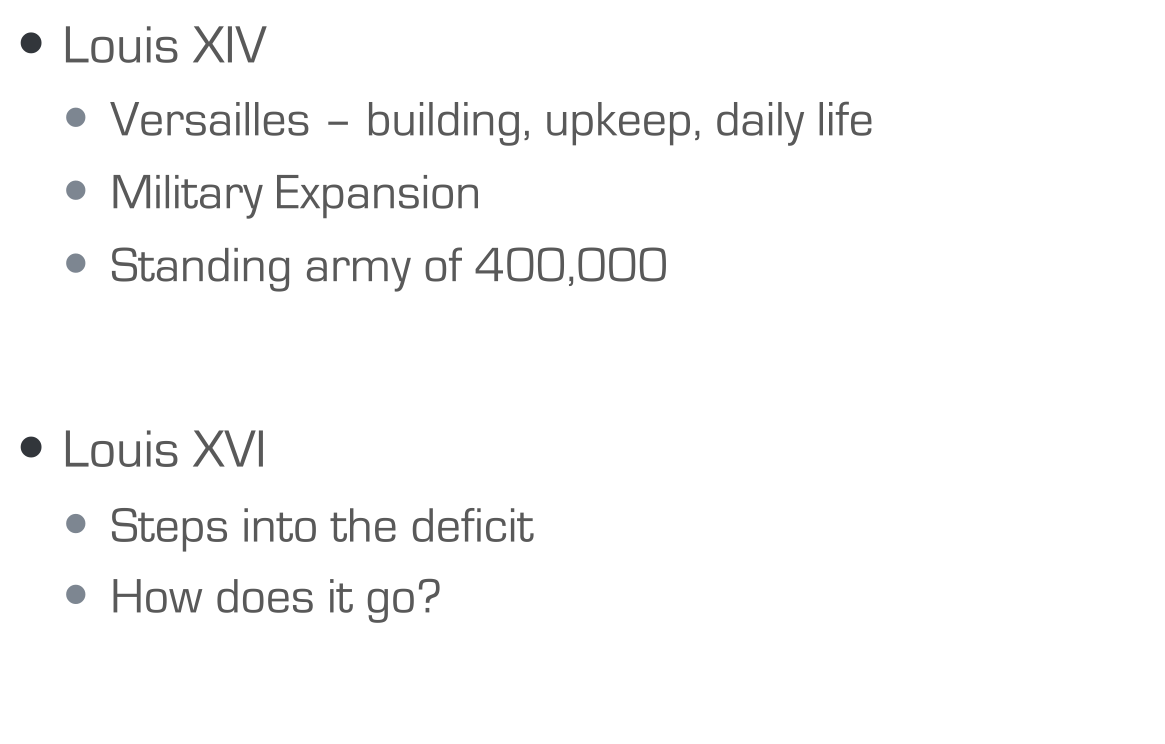 Louis XIV
Versailles – building, upkeep, daily life
Military Expansion
Standing army of 400,000
Louis XVI
Steps into the deficit
How does it go?